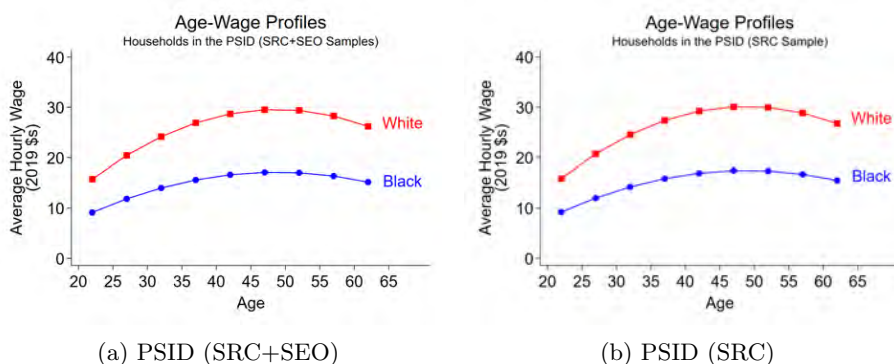 Age-Wage Profiles
Households in the PSID (SRC+SEO Samples)
Average Hourly Wage
(2019 $s)
40
30
20
10
0
White
Black
20 25 30 35 40 45 50 55 60 65
Age
(a) PSID (SRC+SEO)
Age-Wage Profiles
Households in the PSID (SRC Sample)
Average Hourly Wage
(2019 $s)
40
30
20
10
0
White
Black
20 25 30 35 40 45 50 55 60 65
Age
(b) PSID (SRC)